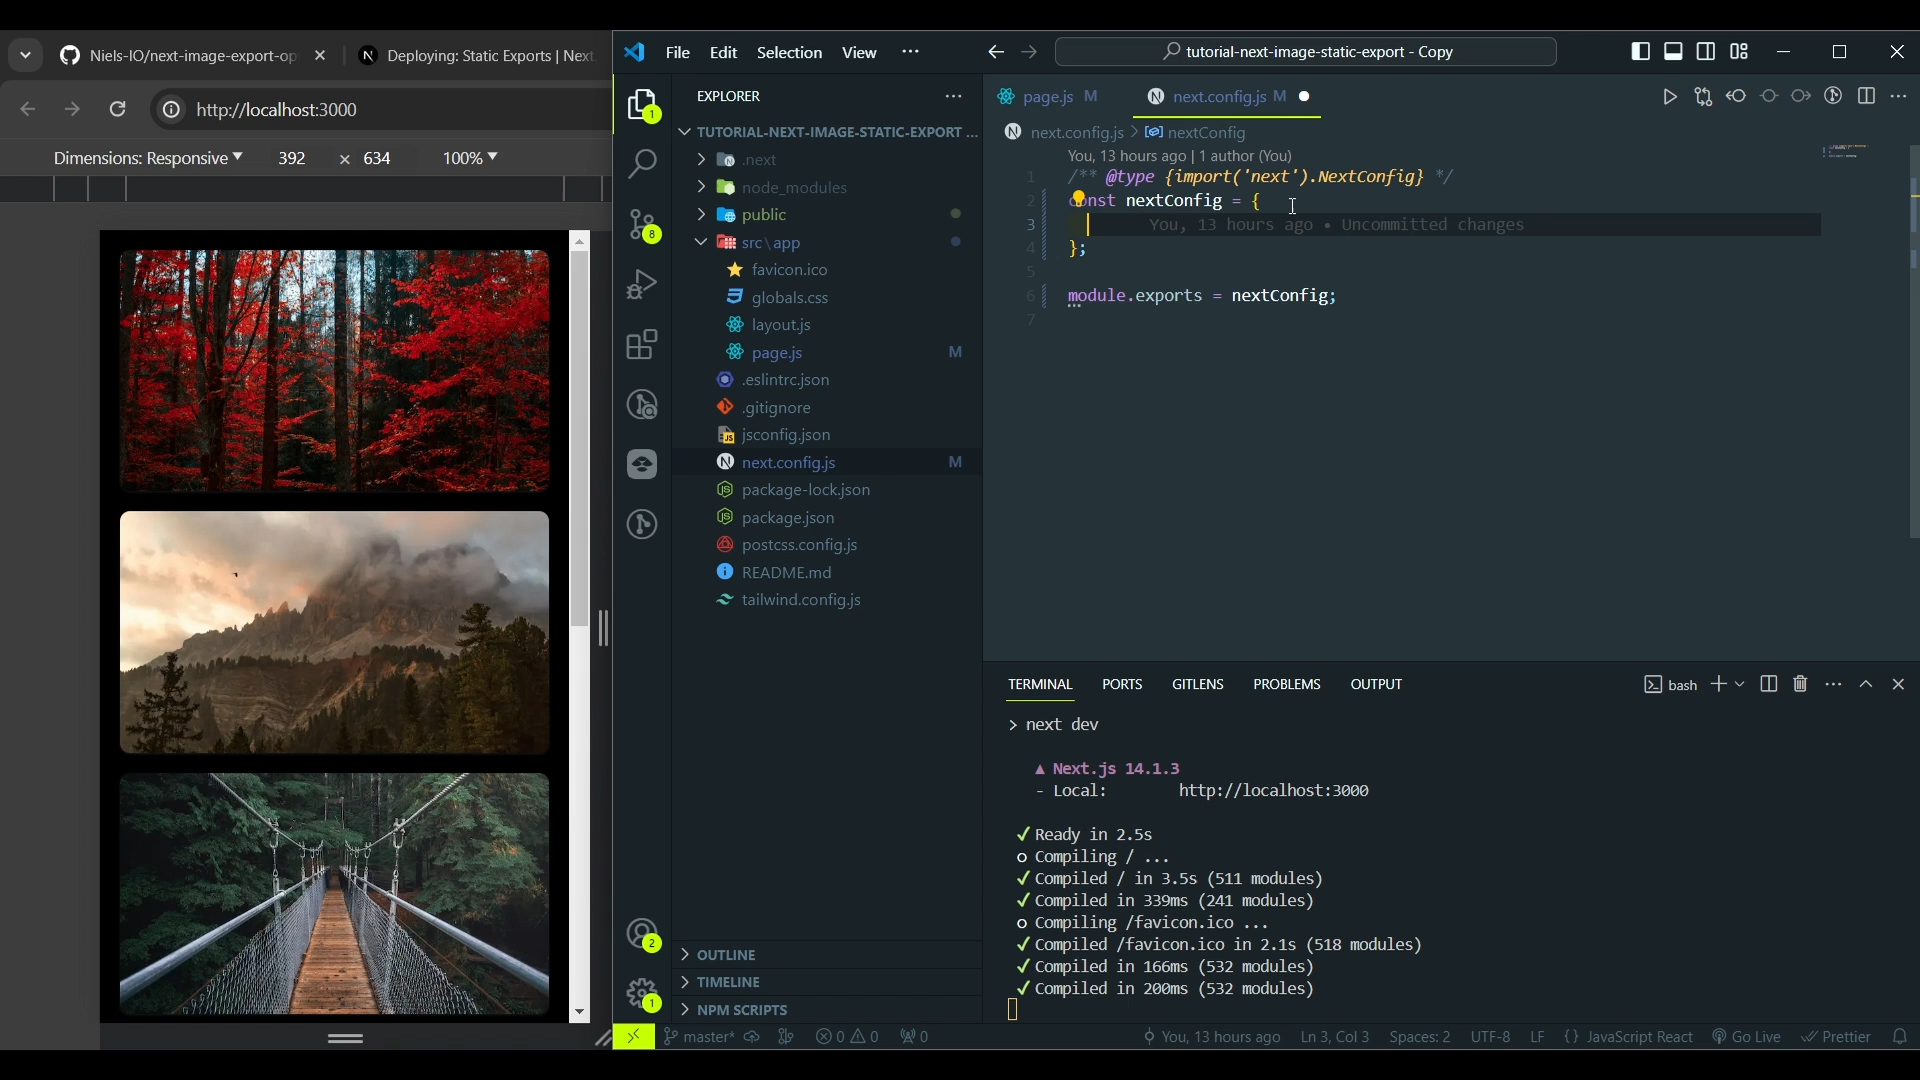 Niels-IO/next-image-export-op
Deploying: Static Exports | Next
http://localhost:3000
Dimensions: Responsive 392 × 634 100%
File Edit Selection View
tutorial-next-image-static-export - Copy
EXPLORER
TUTORIAL-NEXT-IMAGE-STATIC-EXPORT ...
.next
node_modules
public
src\app
favicon.ico
globals.css
layout.js
page.js M
.eslintrc.json
.gitignore
jsconfig.json
next.config.js M
package-lock.json
package.json
postcss.config.js
README.md
tailwind.config.js
OUTLINE
TIMELINE
NPM SCRIPTS
1
8
2
1
page.js M
next.config.js M
next.config.js > nextConfig
You, 13 hours ago | 1 author (You)
1 /** @type {import('next').NextConfig} */
2 const nextConfig = {
3 You, 13 hours ago • Uncommitted changes
4 };
5
6 module.exports = nextConfig;
7
TERMINAL PORTS GITLENS PROBLEMS OUTPUT
bash
> next dev
▲ Next.js 14.1.3
- Local: http://localhost:3000
✓ Ready in 2.5s
○ Compiling / ...
✓ Compiled / in 3.5s (511 modules)
✓ Compiled in 339ms (241 modules)
○ Compiling /favicon.ico ...
✓ Compiled /favicon.ico in 2.1s (518 modules)
✓ Compiled in 166ms (532 modules)
✓ Compiled in 200ms (532 modules)
master* 0 0 0
You, 13 hours ago Ln 3, Col 3 Spaces: 2 UTF-8 LF {} JavaScript React Go Live Prettier